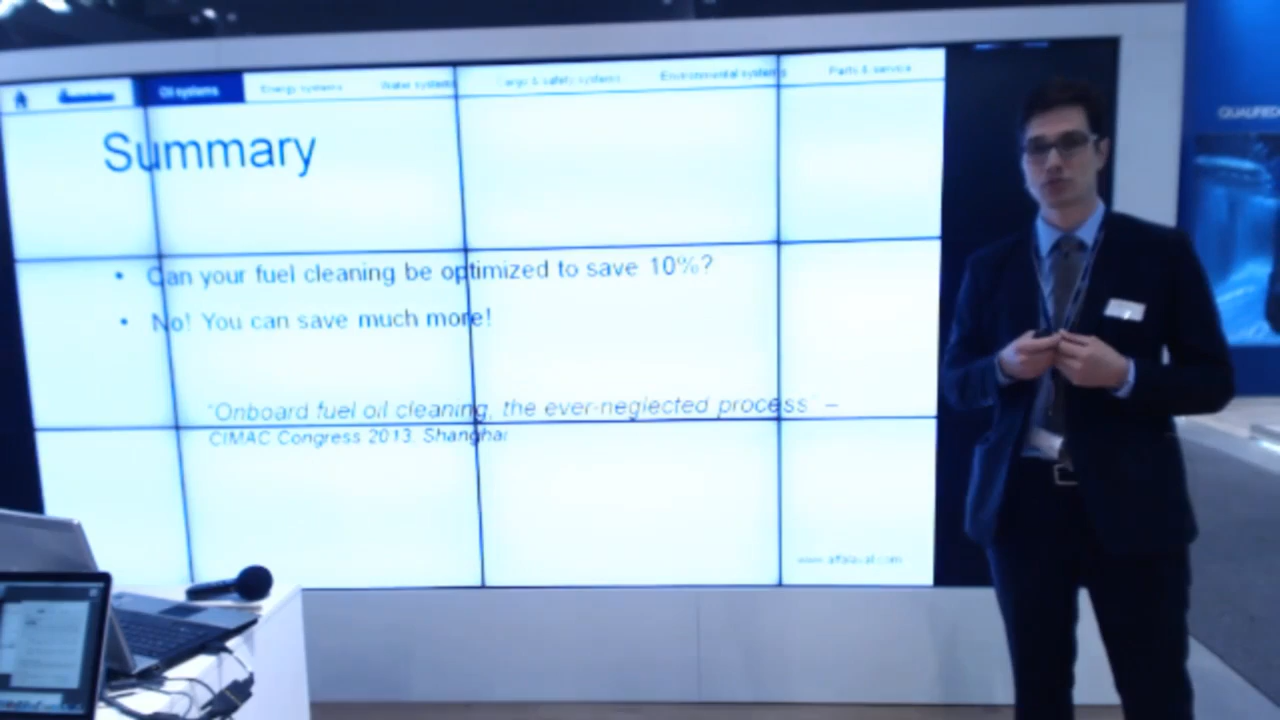 Oil systems Energy systems Water systems Cargo & safety systems Environmental systems Parts & service
Summary
• Can your fuel cleaning be optimized to save 10%?
• No! You can save much more!
"Onboard fuel oil cleaning, the ever-neglected process" –
CIMAC Congress 2013, Shanghai
www.alfalaval.com